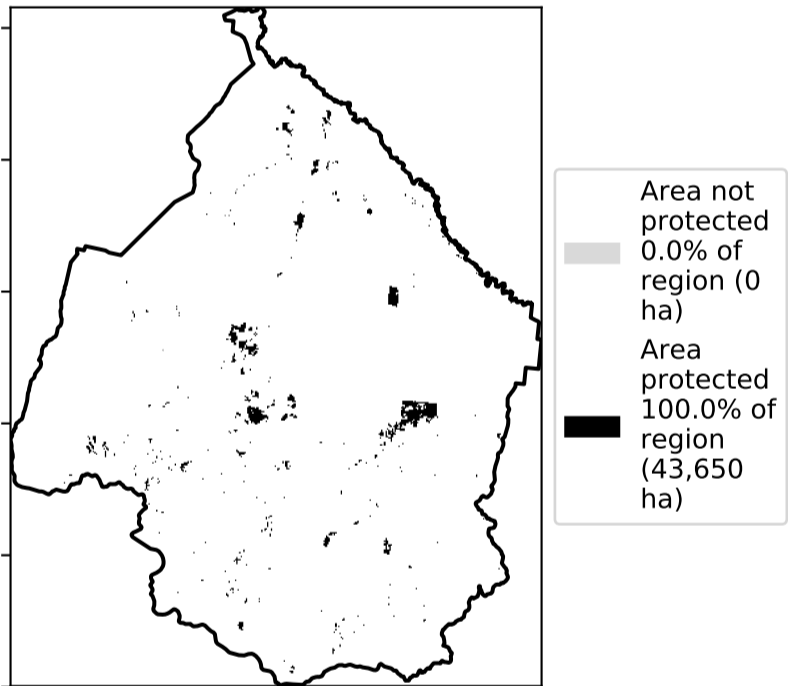 Area not
protected
0.0% of
region (0
ha)
Area
protected
100.0% of
region
(43,650
ha)